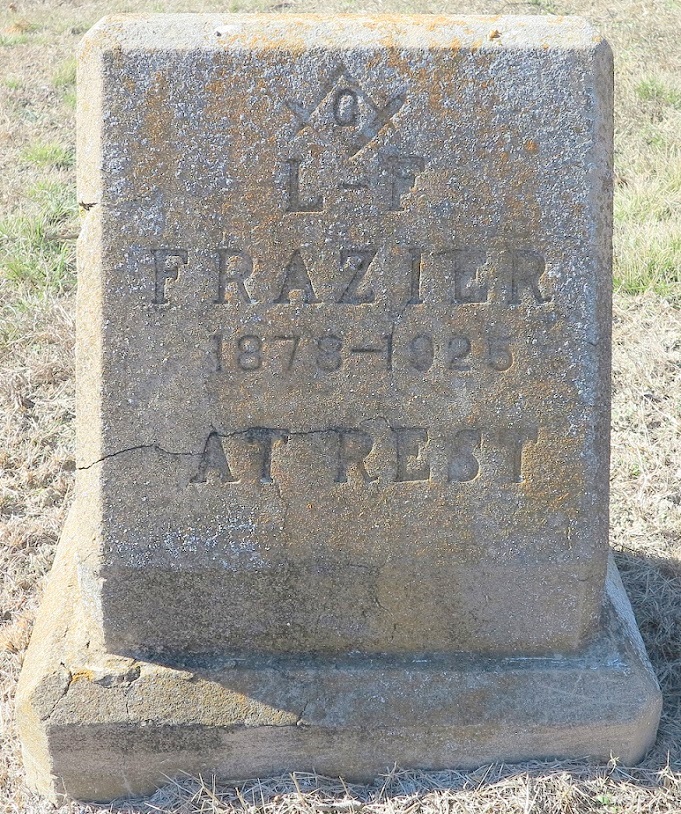 G
L-F
FRAZIER
1878-1925
AT REST